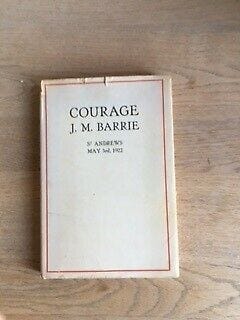 COURAGE
J. M. BARRIE
ST ANDREWS
MAY 3rd, 1922